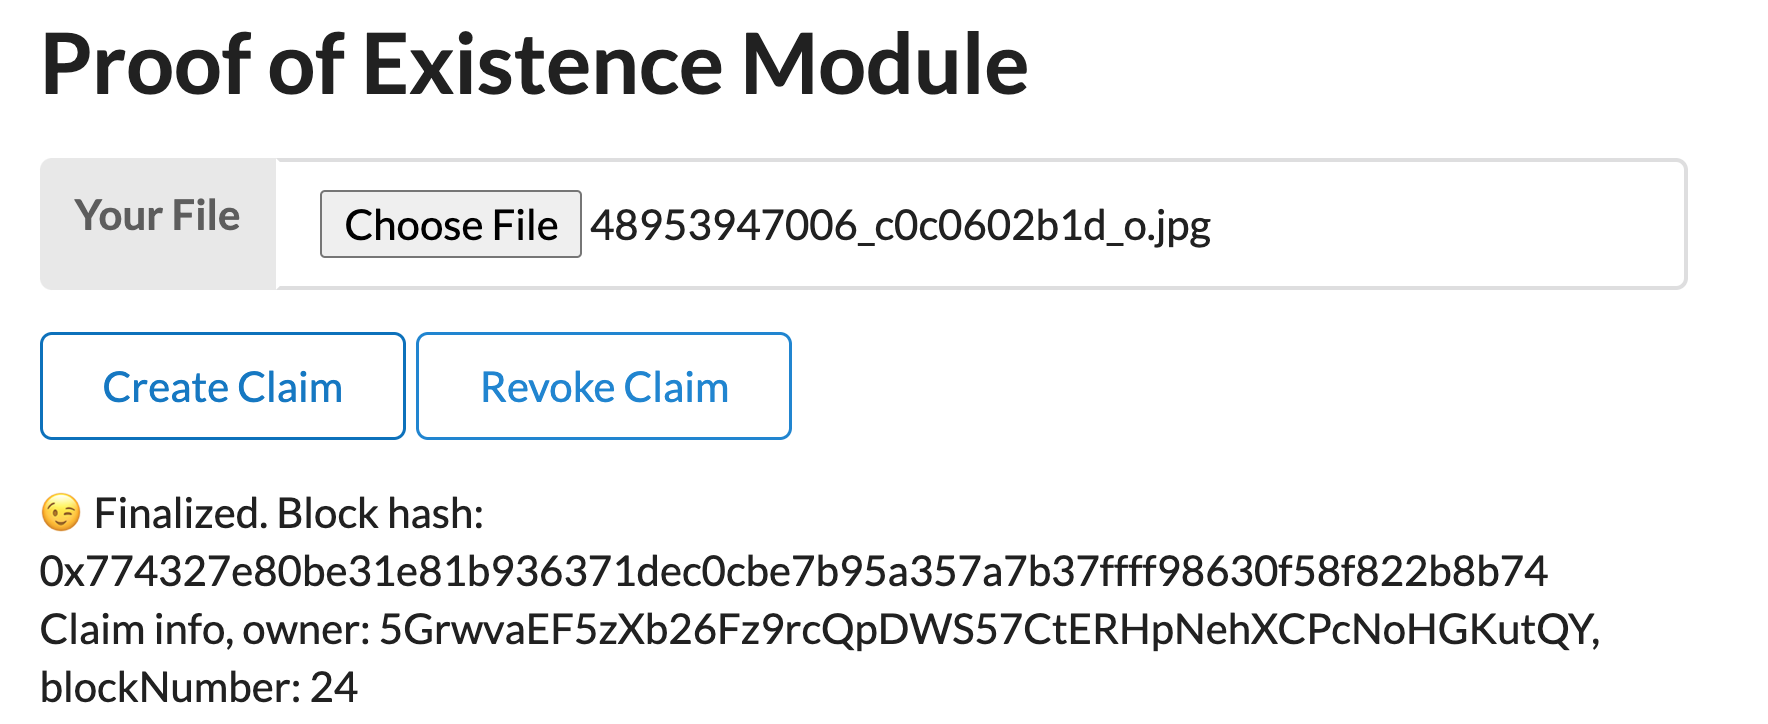 Proof of Existence Module
Your File
Choose File 48953947006_c0c0602b1d_o.jpg
Create Claim Revoke Claim
😉 Finalized. Block hash:
0x774327e80be31e81b936371dec0cbe7b95a357a7b37ffff98630f58f822b8b74
Claim info, owner: 5GrwvaEF5zXb26Fz9rcQpDWS57CtERHpNehXCPcNoHGKutQY,
blockNumber: 24